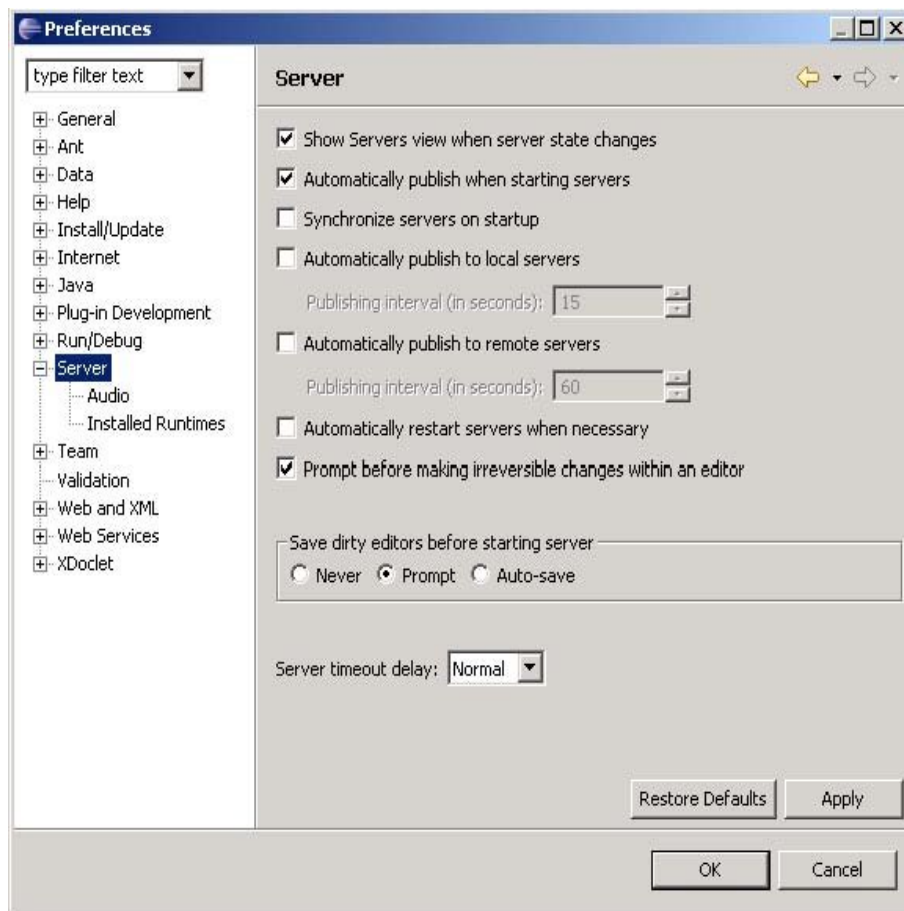 Preferences
type filter text
General
Ant
Data
Help
Install/Update
Internet
Java
Plug-in Development
Run/Debug
Server
Audio
Installed Runtimes
Team
Validation
Web and XML
Web Services
XDoclet
Server
Show Servers view when server state changes
Automatically publish when starting servers
Synchronize servers on startup
Automatically publish to local servers
Publishing interval (in seconds): 15
Automatically publish to remote servers
Publishing interval (in seconds): 60
Automatically restart servers when necessary
Prompt before making irreversible changes within an editor
Save dirty editors before starting server
Never Prompt Auto-save
Server timeout delay: Normal
Restore Defaults Apply
OK Cancel